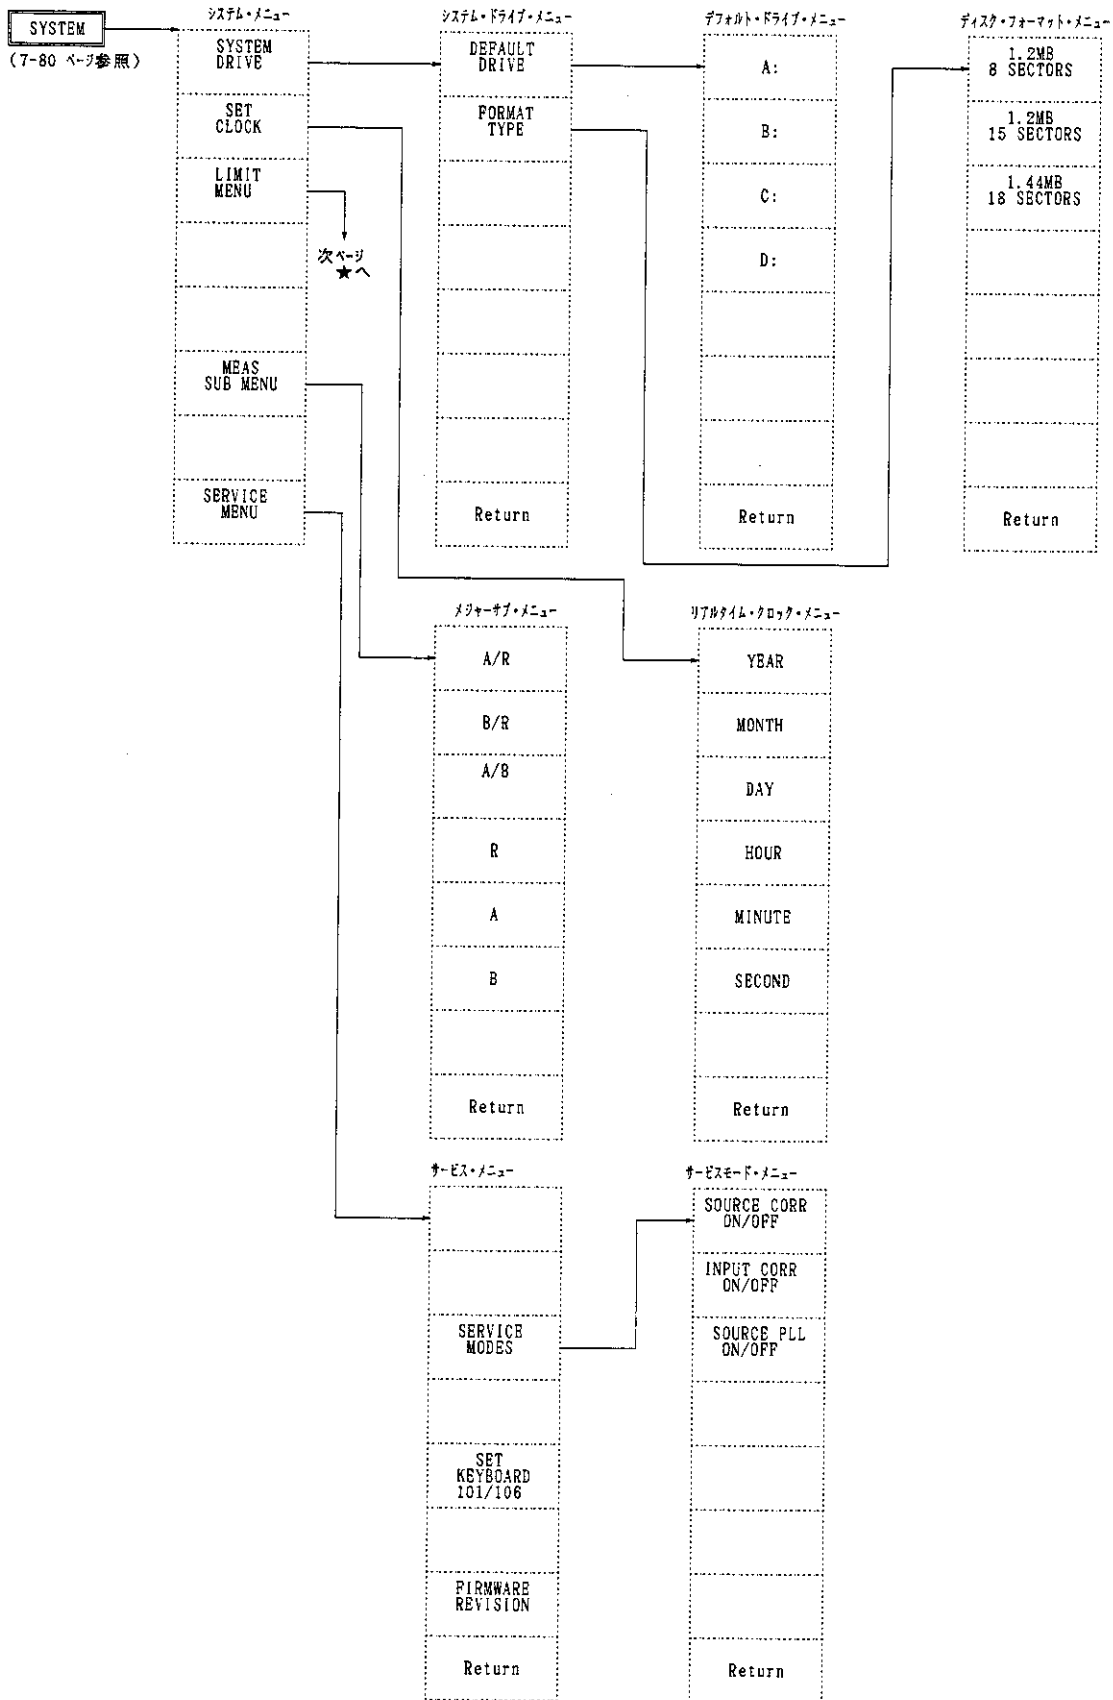 SYSTEM
(7-80 ページ参照)
システム・メニュー
SYSTEM
DRIVE
SET
CLOCK
LIMIT
MENU
次ページ
★へ
MEAS
SUB MENU
SERVICE
MENU
システム・ドライブ・メニュー
DEFAULT
DRIVE
FORMAT
TYPE
Return
デフォルト・ドライブ・メニュー
A:
B:
C:
D:
Return
ディスク・フォーマット・メニュー
1.2MB
8 SECTORS
1.2MB
15 SECTORS
1.44MB
18 SECTORS
Return
メジャーサブ・メニュー
A/R
B/R
A/B
R
A
B
Return
リアルタイム・クロック・メニュー
YEAR
MONTH
DAY
HOUR
MINUTE
SECOND
Return
サービス・メニュー
SERVICE
MODES
SET
KEYBOARD
101/106
FIRMWARE
REVISION
Return
サービスモード・メニュー
SOURCE CORR
ON/OFF
INPUT CORR
ON/OFF
SOURCE PLL
ON/OFF
Return